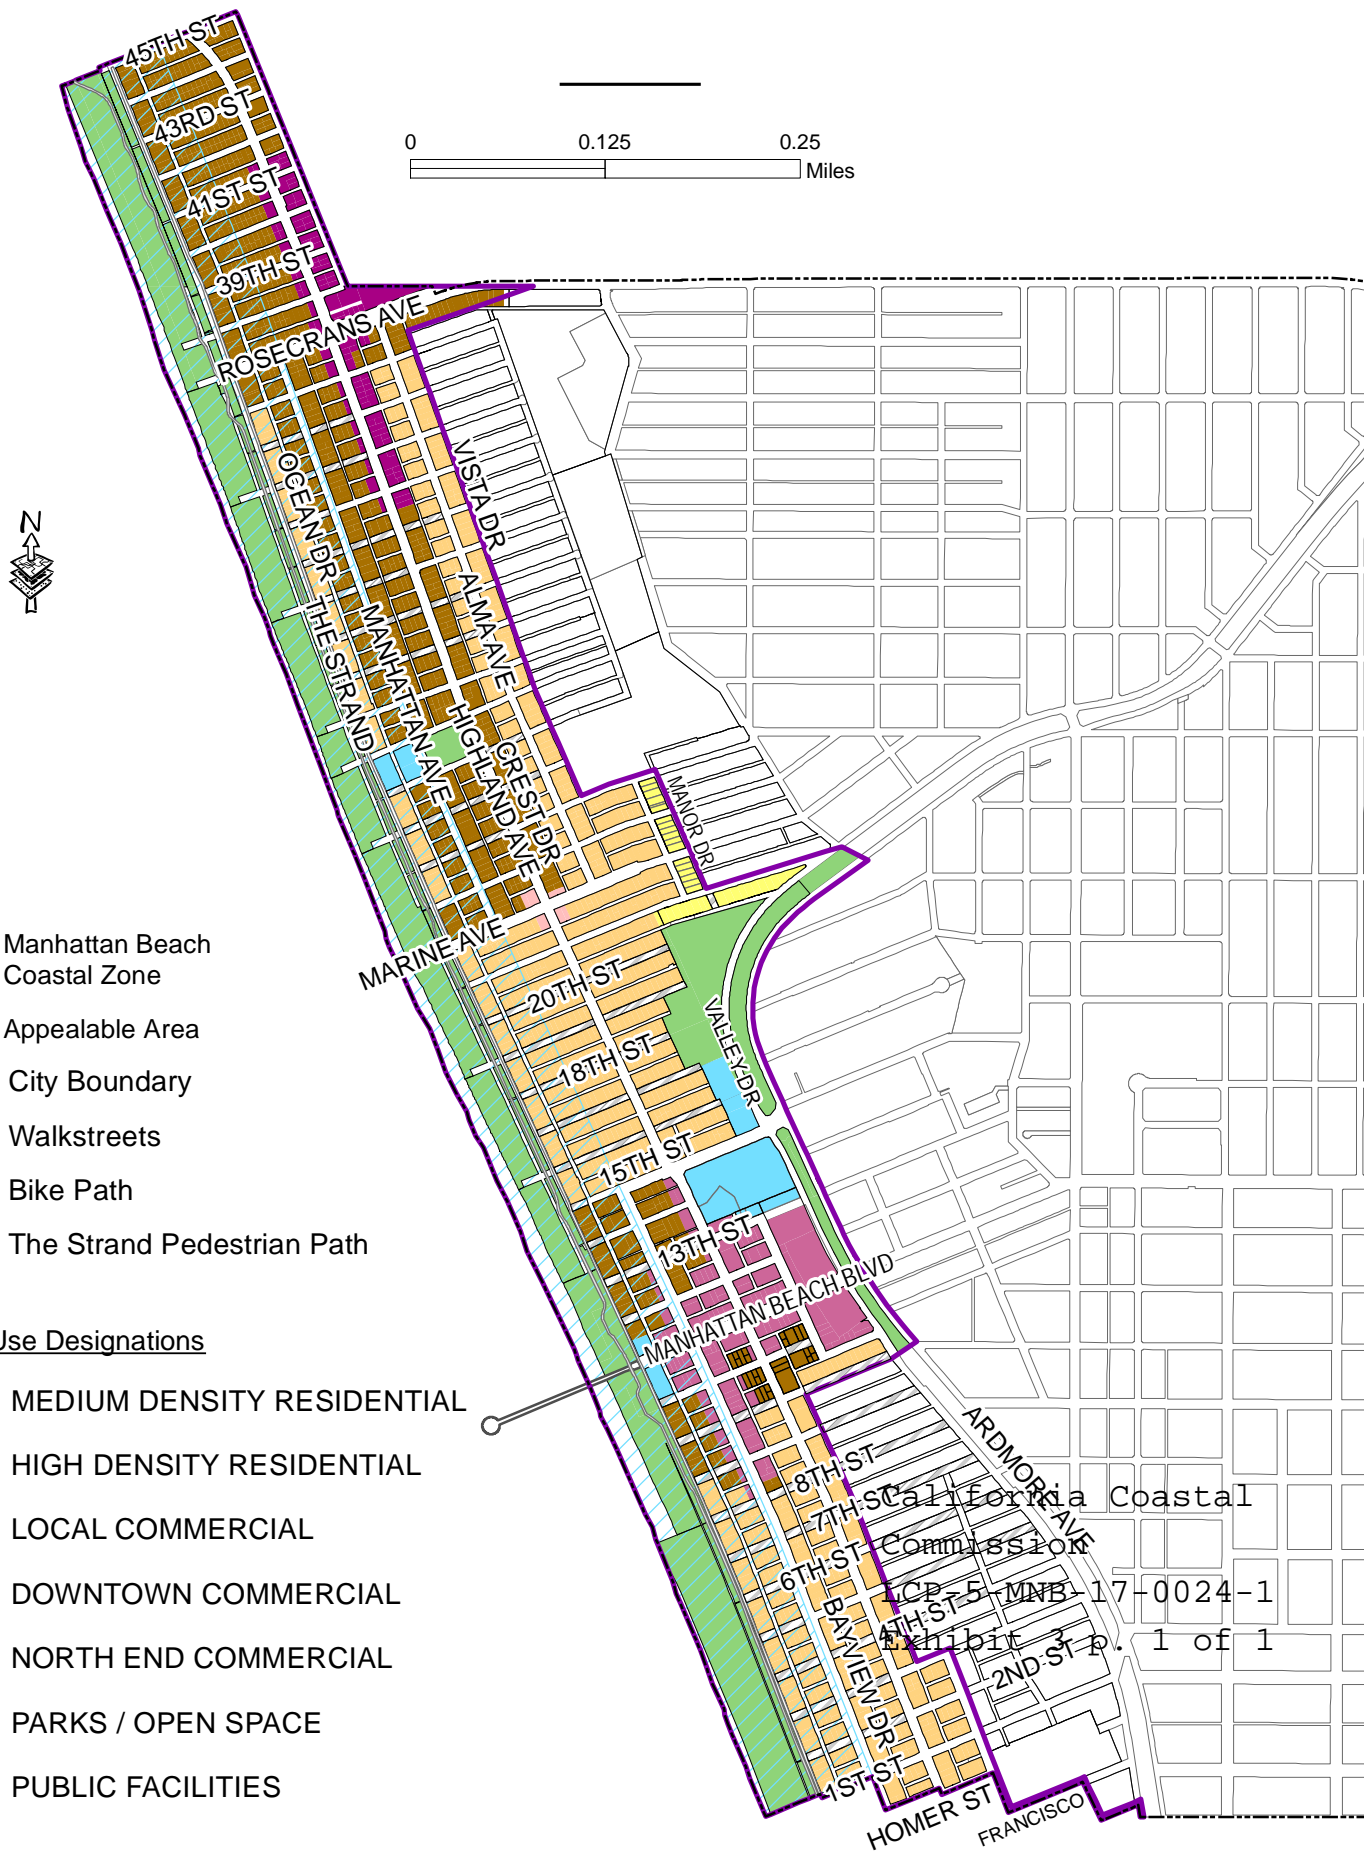 45TH ST
43RD ST
41ST ST
39TH ST
ROSECRANS AVE
0 0.125 0.25
Miles
N
VISTA DR
OCEAN DR
ALMA AVE
THE STRAND
MANHATTAN AVE
HIGHLAND AVE
CREST DR
MANOR DR
MARINE AVE
20TH ST
18TH ST
VALLEY DR
15TH ST
13TH ST
MANHATTAN BEACH BLVD
Manhattan Beach
Coastal Zone
Appealable Area
City Boundary
Walkstreets
Bike Path
The Strand Pedestrian Path
Use Designations
MEDIUM DENSITY RESIDENTIAL
HIGH DENSITY RESIDENTIAL
LOCAL COMMERCIAL
DOWNTOWN COMMERCIAL
NORTH END COMMERCIAL
PARKS / OPEN SPACE
PUBLIC FACILITIES
ARDMORE AVE
8TH ST
7TH ST
6TH ST
4TH ST
2ND ST
BAYVIEW DR
1ST ST
HOMER ST
FRANCISCO
California Coastal
Commission
LCP-5-MNB-17-0024-1
Exhibit 3 p. 1 of 1